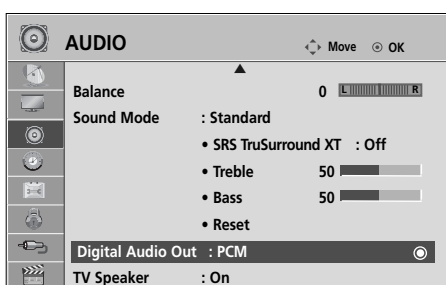 AUDIO Move OK
Balance 0 L R
Sound Mode : Standard
• SRS TruSurround XT : Off
• Treble 50
• Bass 50
• Reset
Digital Audio Out : PCM
TV Speaker : On